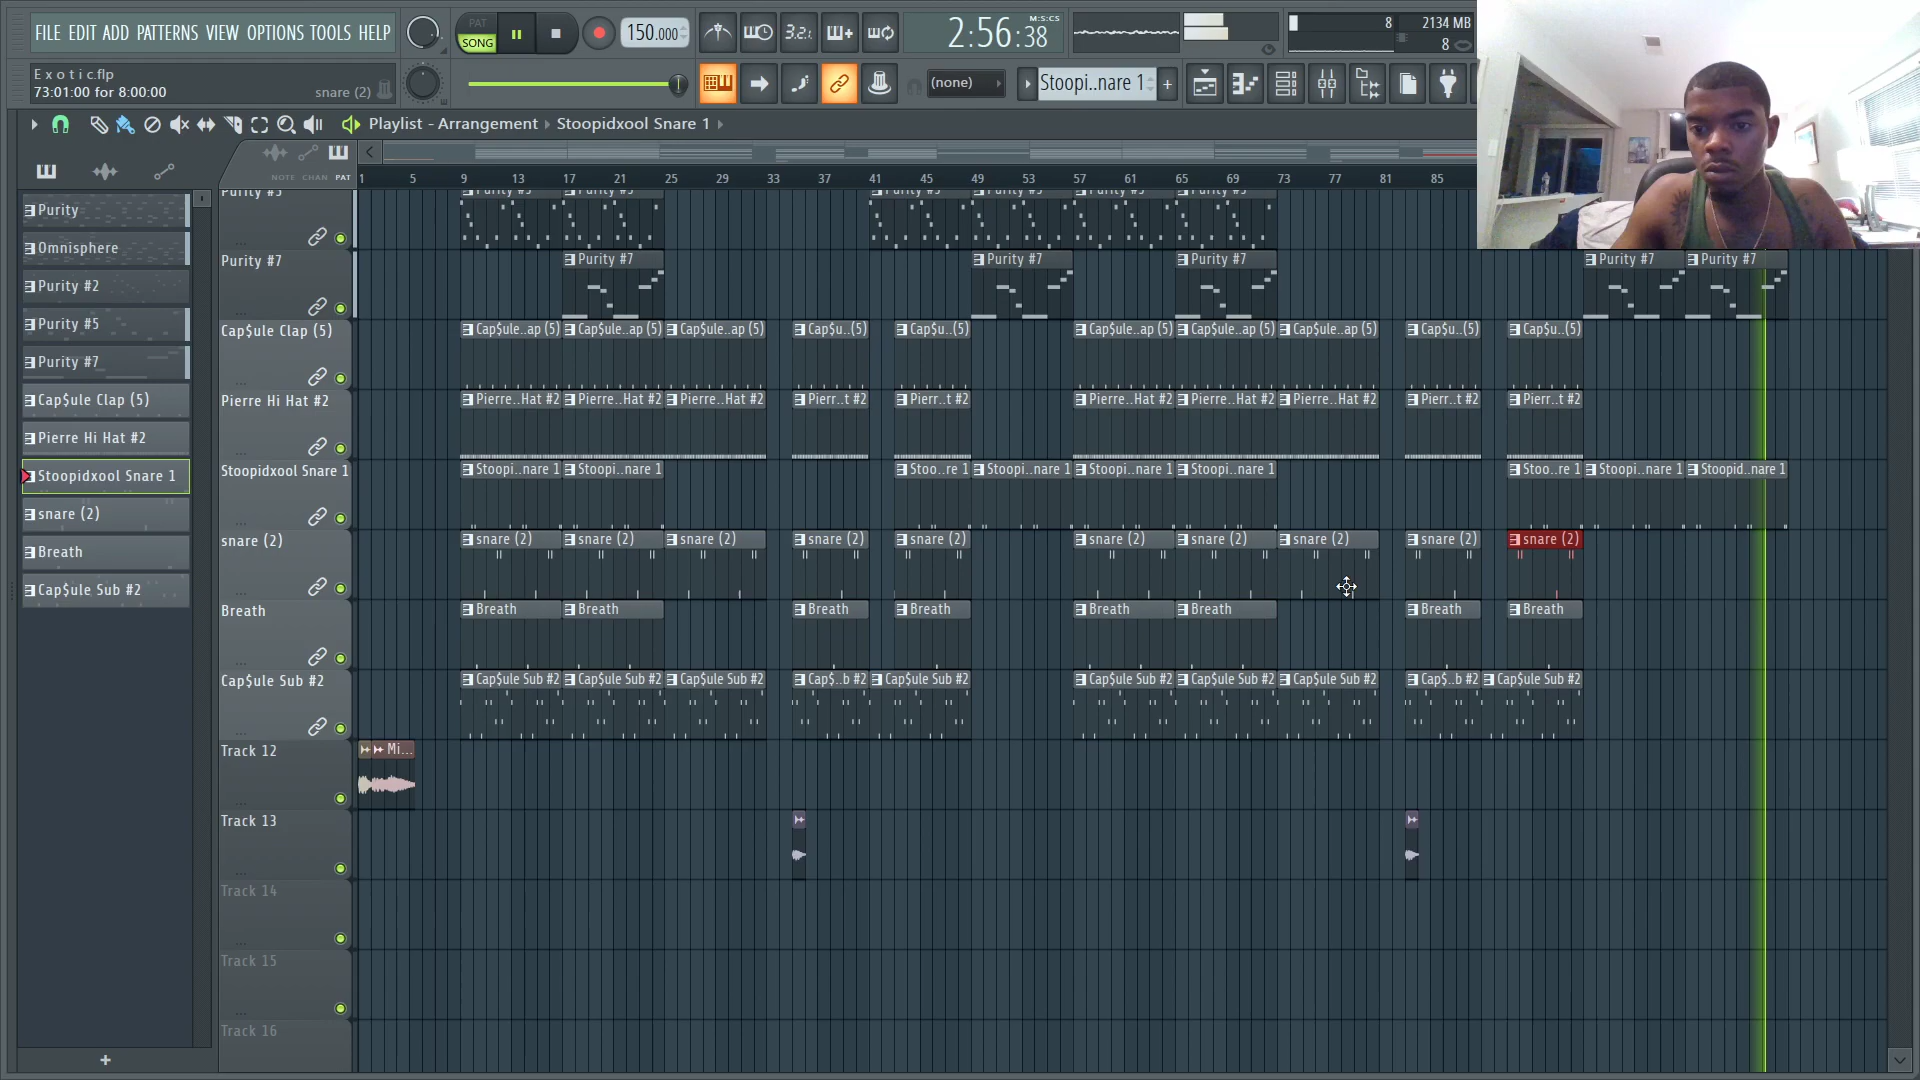 FILE EDIT ADD PATTERNS VIEW OPTIONS TOOLS HELP
PAT
SONG
150.000
3.2.1
2:56:38
M:S:CS
8
2134 MB
8
E x o t i c.flp
73:01:00 for 8:00:00
snare (2)
(none)
Stoopi..nare 1
Playlist - Arrangement
Stoopidxool Snare 1
NOTE CHAN PAT
1 5 9 13 17 21 25 29 33 37 41 45 49 53 57 61 65 69 73 77 81 85
Purity
Omnisphere
Purity #2
Purity #5
Purity #7
Cap$ule Clap (5)
Pierre Hi Hat #2
Stoopidxool Snare 1
snare (2)
Breath
Cap$ule Sub #2
Purity #5 Purity #5 Purity #5 Purity #5 Purity #5 Purity #5 Purity #5
Purity #7 Purity #7 Purity #7 Purity #7 Purity #7 Purity #7
Cap$ule Clap (5) Cap$ule..ap (5) Cap$ule..ap (5) Cap$ule..ap (5) Cap$u..(5) Cap$u..(5) Cap$ule..ap (5) Cap$ule..ap (5) Cap$ule..ap (5) Cap$u..(5) Cap$u..(5)
Pierre Hi Hat #2 Pierre..Hat #2 Pierre..Hat #2 Pierre..Hat #2 Pierr..t #2 Pierr..t #2 Pierre..Hat #2 Pierre..Hat #2 Pierre..Hat #2 Pierr..t #2 Pierr..t #2
Stoopidxool Snare 1 Stoopi..nare 1 Stoopi..nare 1 Stoo..re 1 Stoopi..nare 1 Stoopi..nare 1 Stoopi..nare 1 Stoo..re 1 Stoopi..nare 1 Stoopid..nare 1
snare (2) snare (2) snare (2) snare (2) snare (2) snare (2) snare (2) snare (2) snare (2) snare (2) snare (2)
Breath Breath Breath Breath Breath Breath Breath Breath Breath
Cap$ule Sub #2 Cap$ule Sub #2 Cap$ule Sub #2 Cap$ule Sub #2 Cap$..b #2 Cap$ule Sub #2 Cap$ule Sub #2 Cap$ule Sub #2 Cap$ule Sub #2 Cap$..b #2 Cap$ule Sub #2
Track 12 Mi...
Track 13
Track 14
Track 15
Track 16